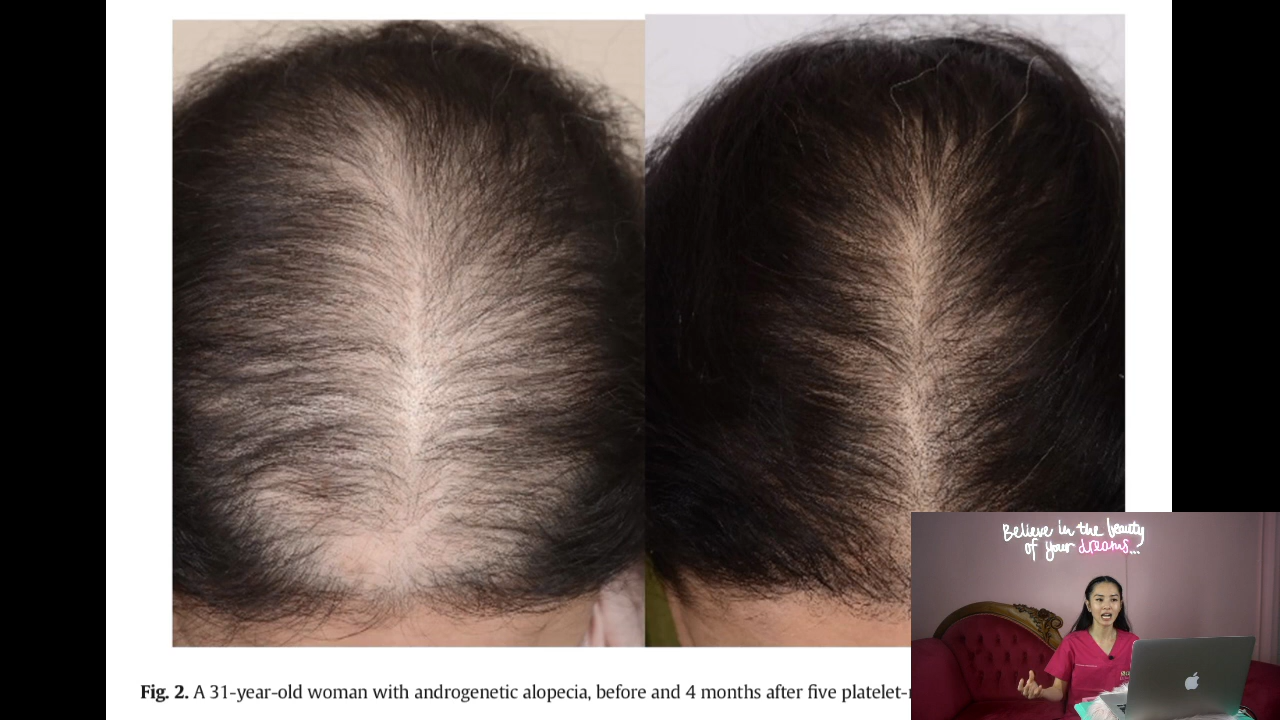 Believe in the beauty
of your dreams...
Fig. 2. A 31-year-old woman with androgenetic alopecia, before and 4 months after five platelet-